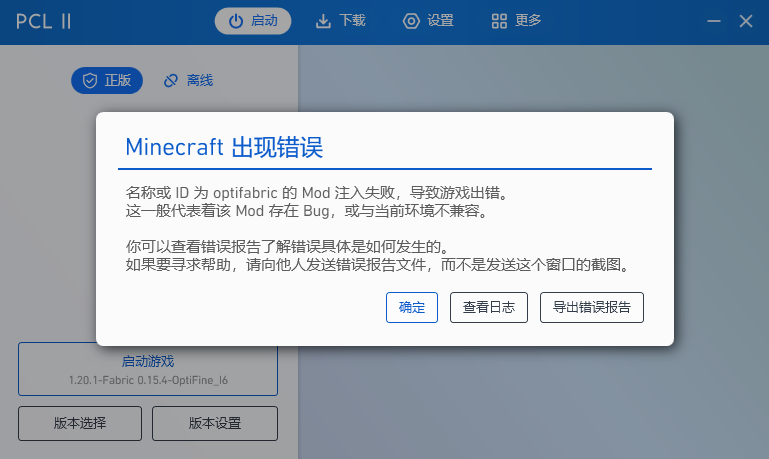 PCL II
启动
下载
设置
更多
正版
离线
Minecraft 出现错误
名称或 ID 为 optifabric 的 Mod 注入失败，导致游戏出错。
这一般代表着该 Mod 存在 Bug，或与当前环境不兼容。
你可以查看错误报告了解错误具体是如何发生的。
如果要寻求帮助，请向他人发送错误报告文件，而不是发送这个窗口的截图。
确定
查看日志
导出错误报告
启动游戏
1.20.1-Fabric 0.15.4-OptiFine_I6
版本选择
版本设置